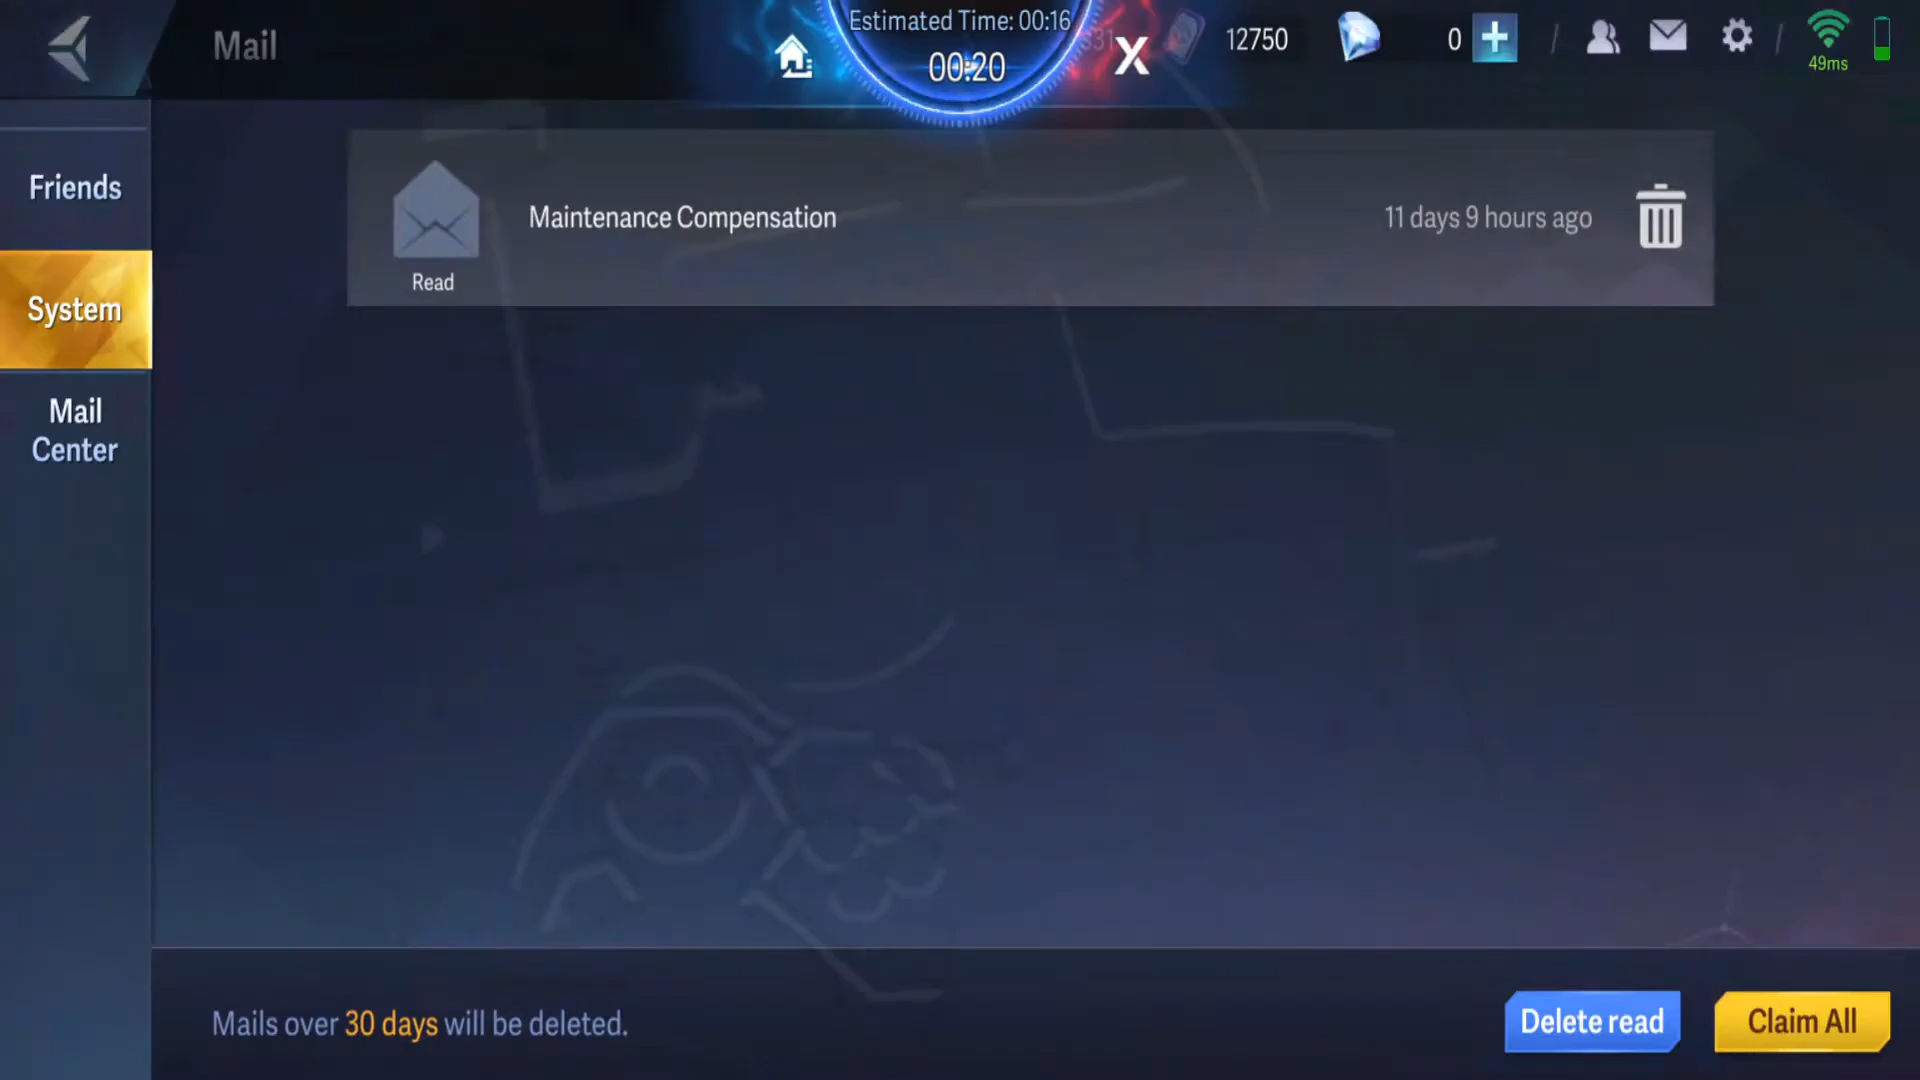 Mail
Estimated Time: 00:16
00:20
X
12750
0
49ms
Friends
System
Mail
Center
Maintenance Compensation
11 days 9 hours ago
Read
Mails over 30 days will be deleted.
Delete read
Claim All